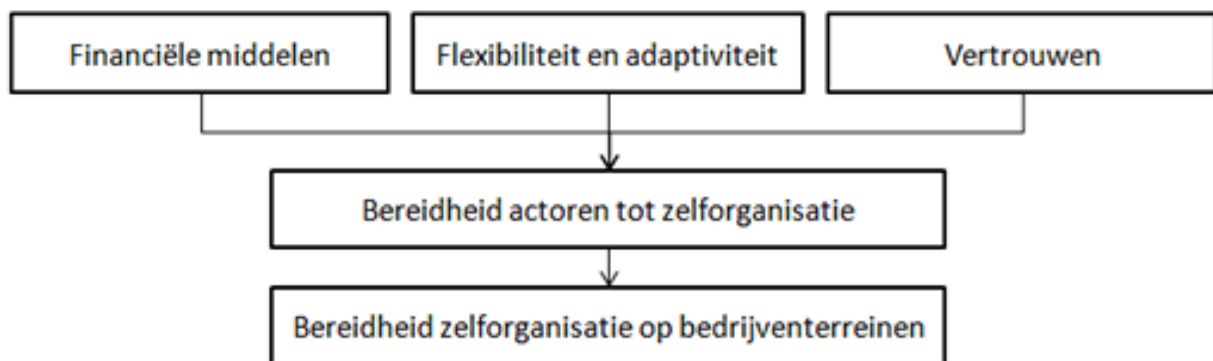 Financiële middelen
Flexibiliteit en adaptiviteit
Vertrouwen
Bereidheid actoren tot zelforganisatie
Bereidheid zelforganisatie op bedrijventerreinen